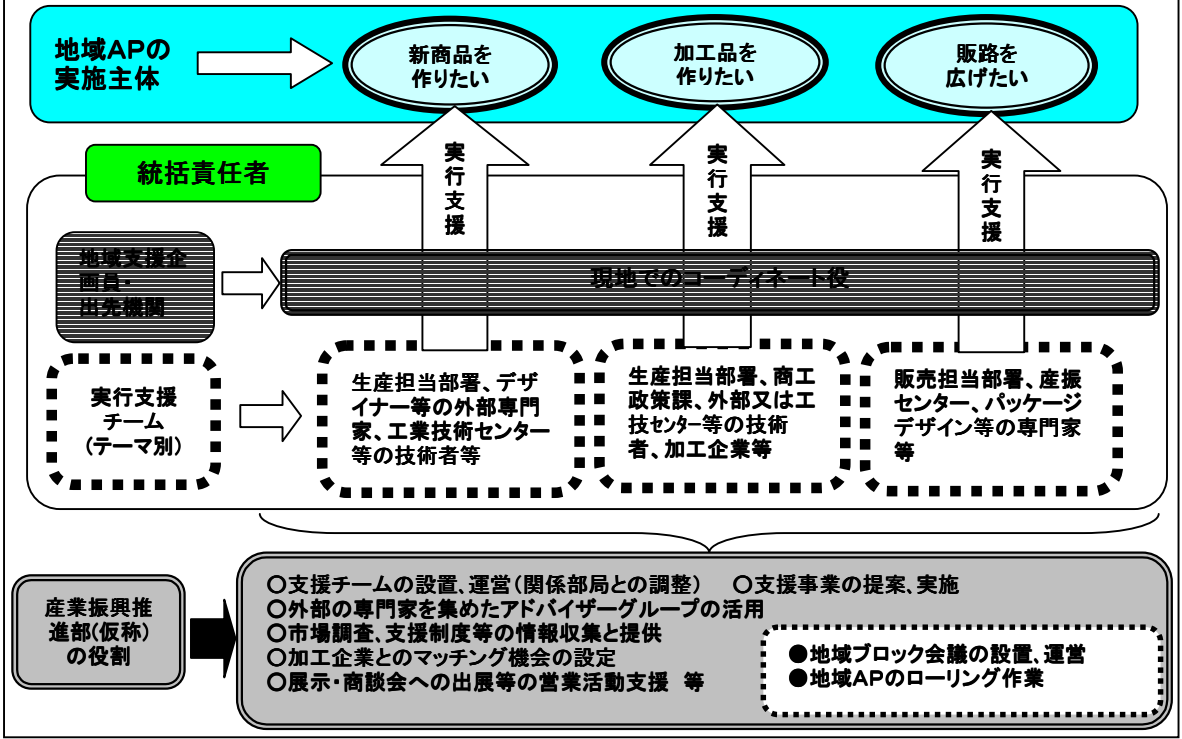 地域APの
実施主体
新商品を
作りたい
加工品を
作りたい
販路を
広げたい
実行支援
実行支援
実行支援
統括責任者
地域支援企
画員・
出先機関
現地でのコーディネート役
実行支援
チーム
(テーマ別)
生産担当部署、デザ
イナー等の外部専門
家、工業技術センター
等の技術者等
生産担当部署、商工
政策課、外部又は工
技センター等の技術
者、加工企業等
販売担当部署、産振
センター、パッケージ
デザイン等の専門家
等
産業振興推
進部(仮称)
の役割
○支援チームの設置、運営(関係部局との調整)　○支援事業の提案、実施
○外部の専門家を集めたアドバイザーグループの活用
○市場調査、支援制度等の情報収集と提供
○加工企業とのマッチング機会の設定
○展示・商談会への出展等の営業活動支援　等
●地域ブロック会議の設置、運営
●地域APのローリング作業